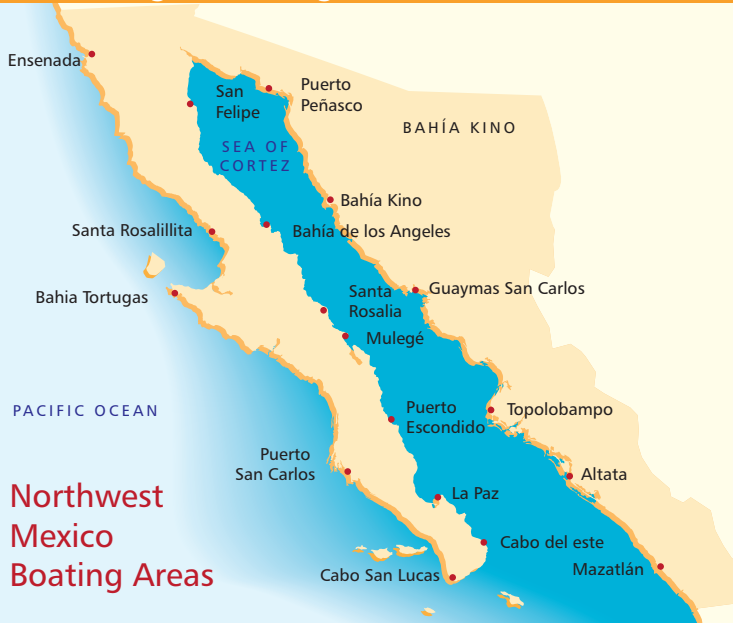 Ensenada
San
Felipe
Puerto
Peñasco
BAHÍA KINO
SEA OF
CORTEZ
Bahía Kino
Santa Rosalillita
Bahía de los Angeles
Bahia Tortugas
Santa
Rosalia
Guaymas San Carlos
Mulegé
PACIFIC OCEAN
Puerto
Escondido
Topolobampo
Puerto
San Carlos
Altata
La Paz
Northwest
Mexico
Boating Areas
Cabo del este
Mazatlán
Cabo San Lucas